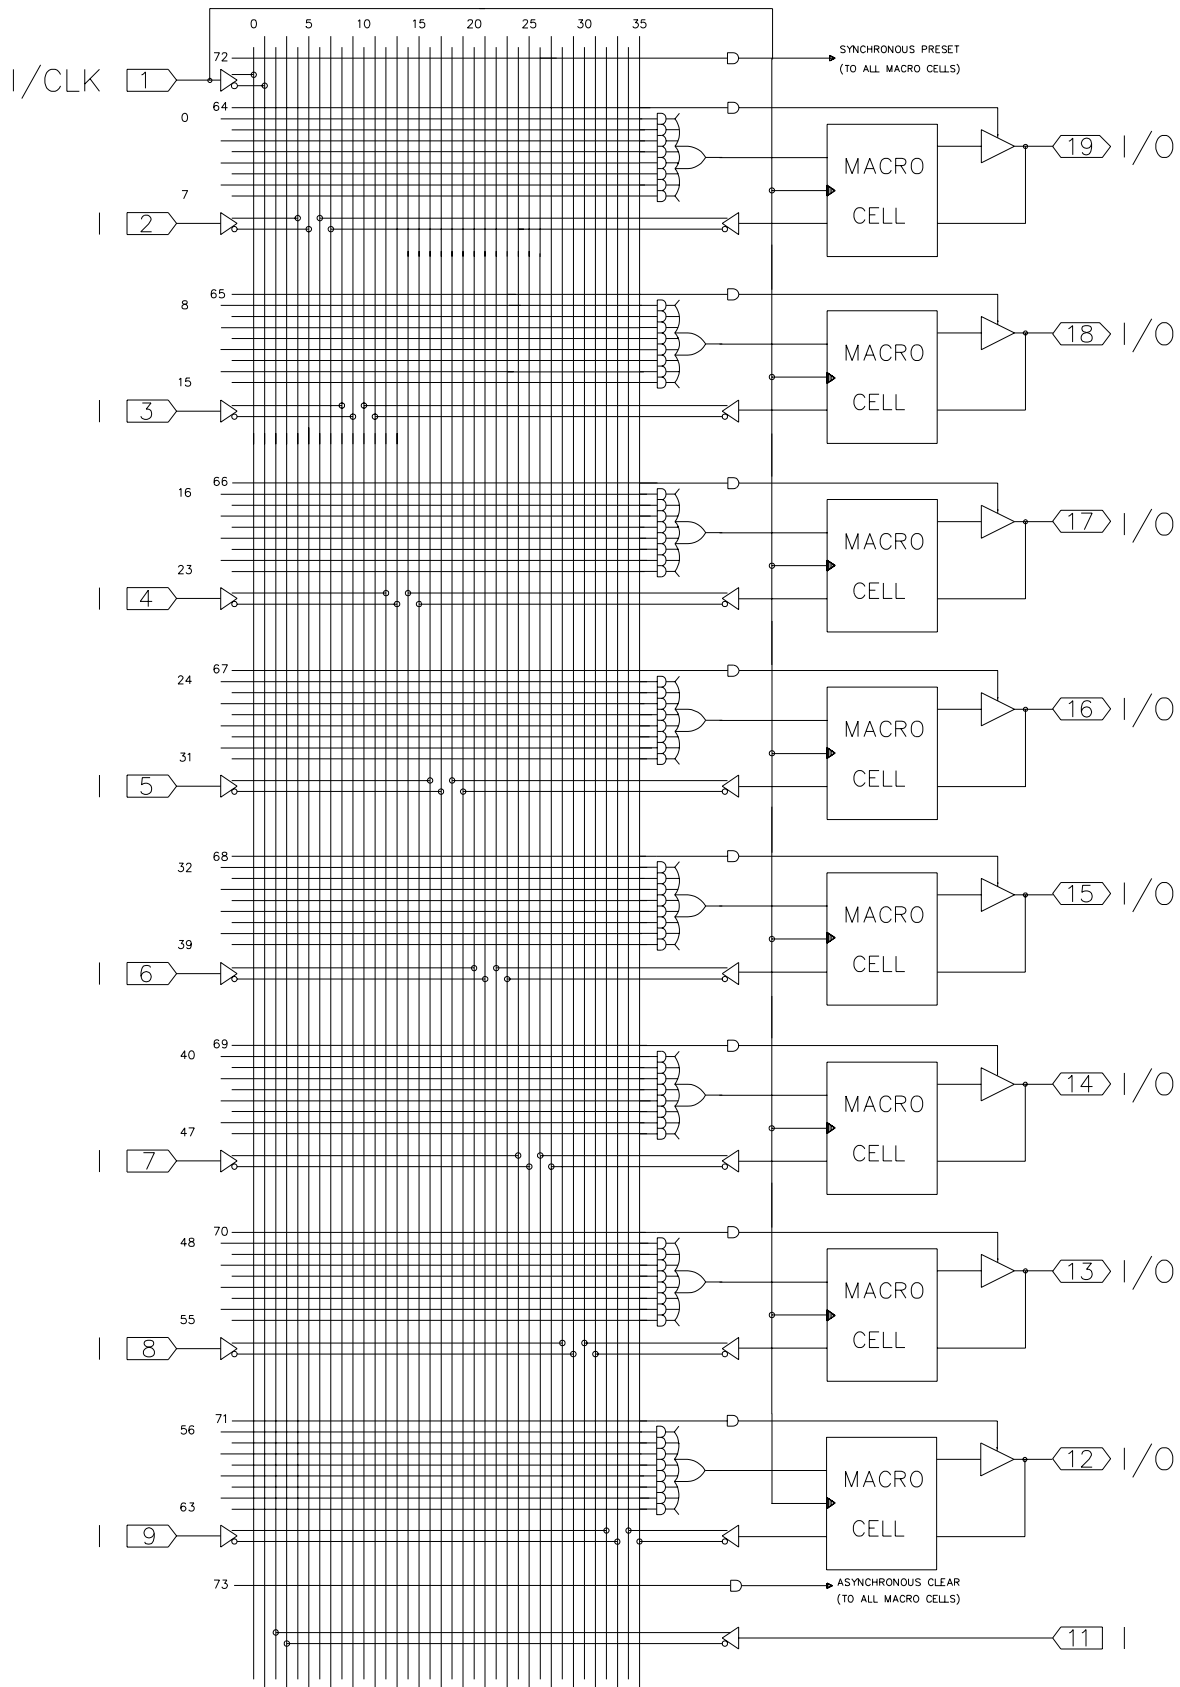 0 5 10 15 20 25 30 35
72 SYNCHRONOUS PRESET
(TO ALL MACRO CELLS)
I/CLK 1
64
0
MACRO 19 I/O
7
CELL
I 2
65
8
MACRO 18 I/O
15
CELL
I 3
66
16
MACRO 17 I/O
23
CELL
I 4
67
24
MACRO 16 I/O
31
CELL
I 5
68
32
MACRO 15 I/O
39
CELL
I 6
69
40
MACRO 14 I/O
47
CELL
I 7
70
48
MACRO 13 I/O
55
CELL
I 8
71
56
MACRO 12 I/O
63
CELL
I 9
73 ASYNCHRONOUS CLEAR
(TO ALL MACRO CELLS)
11 I